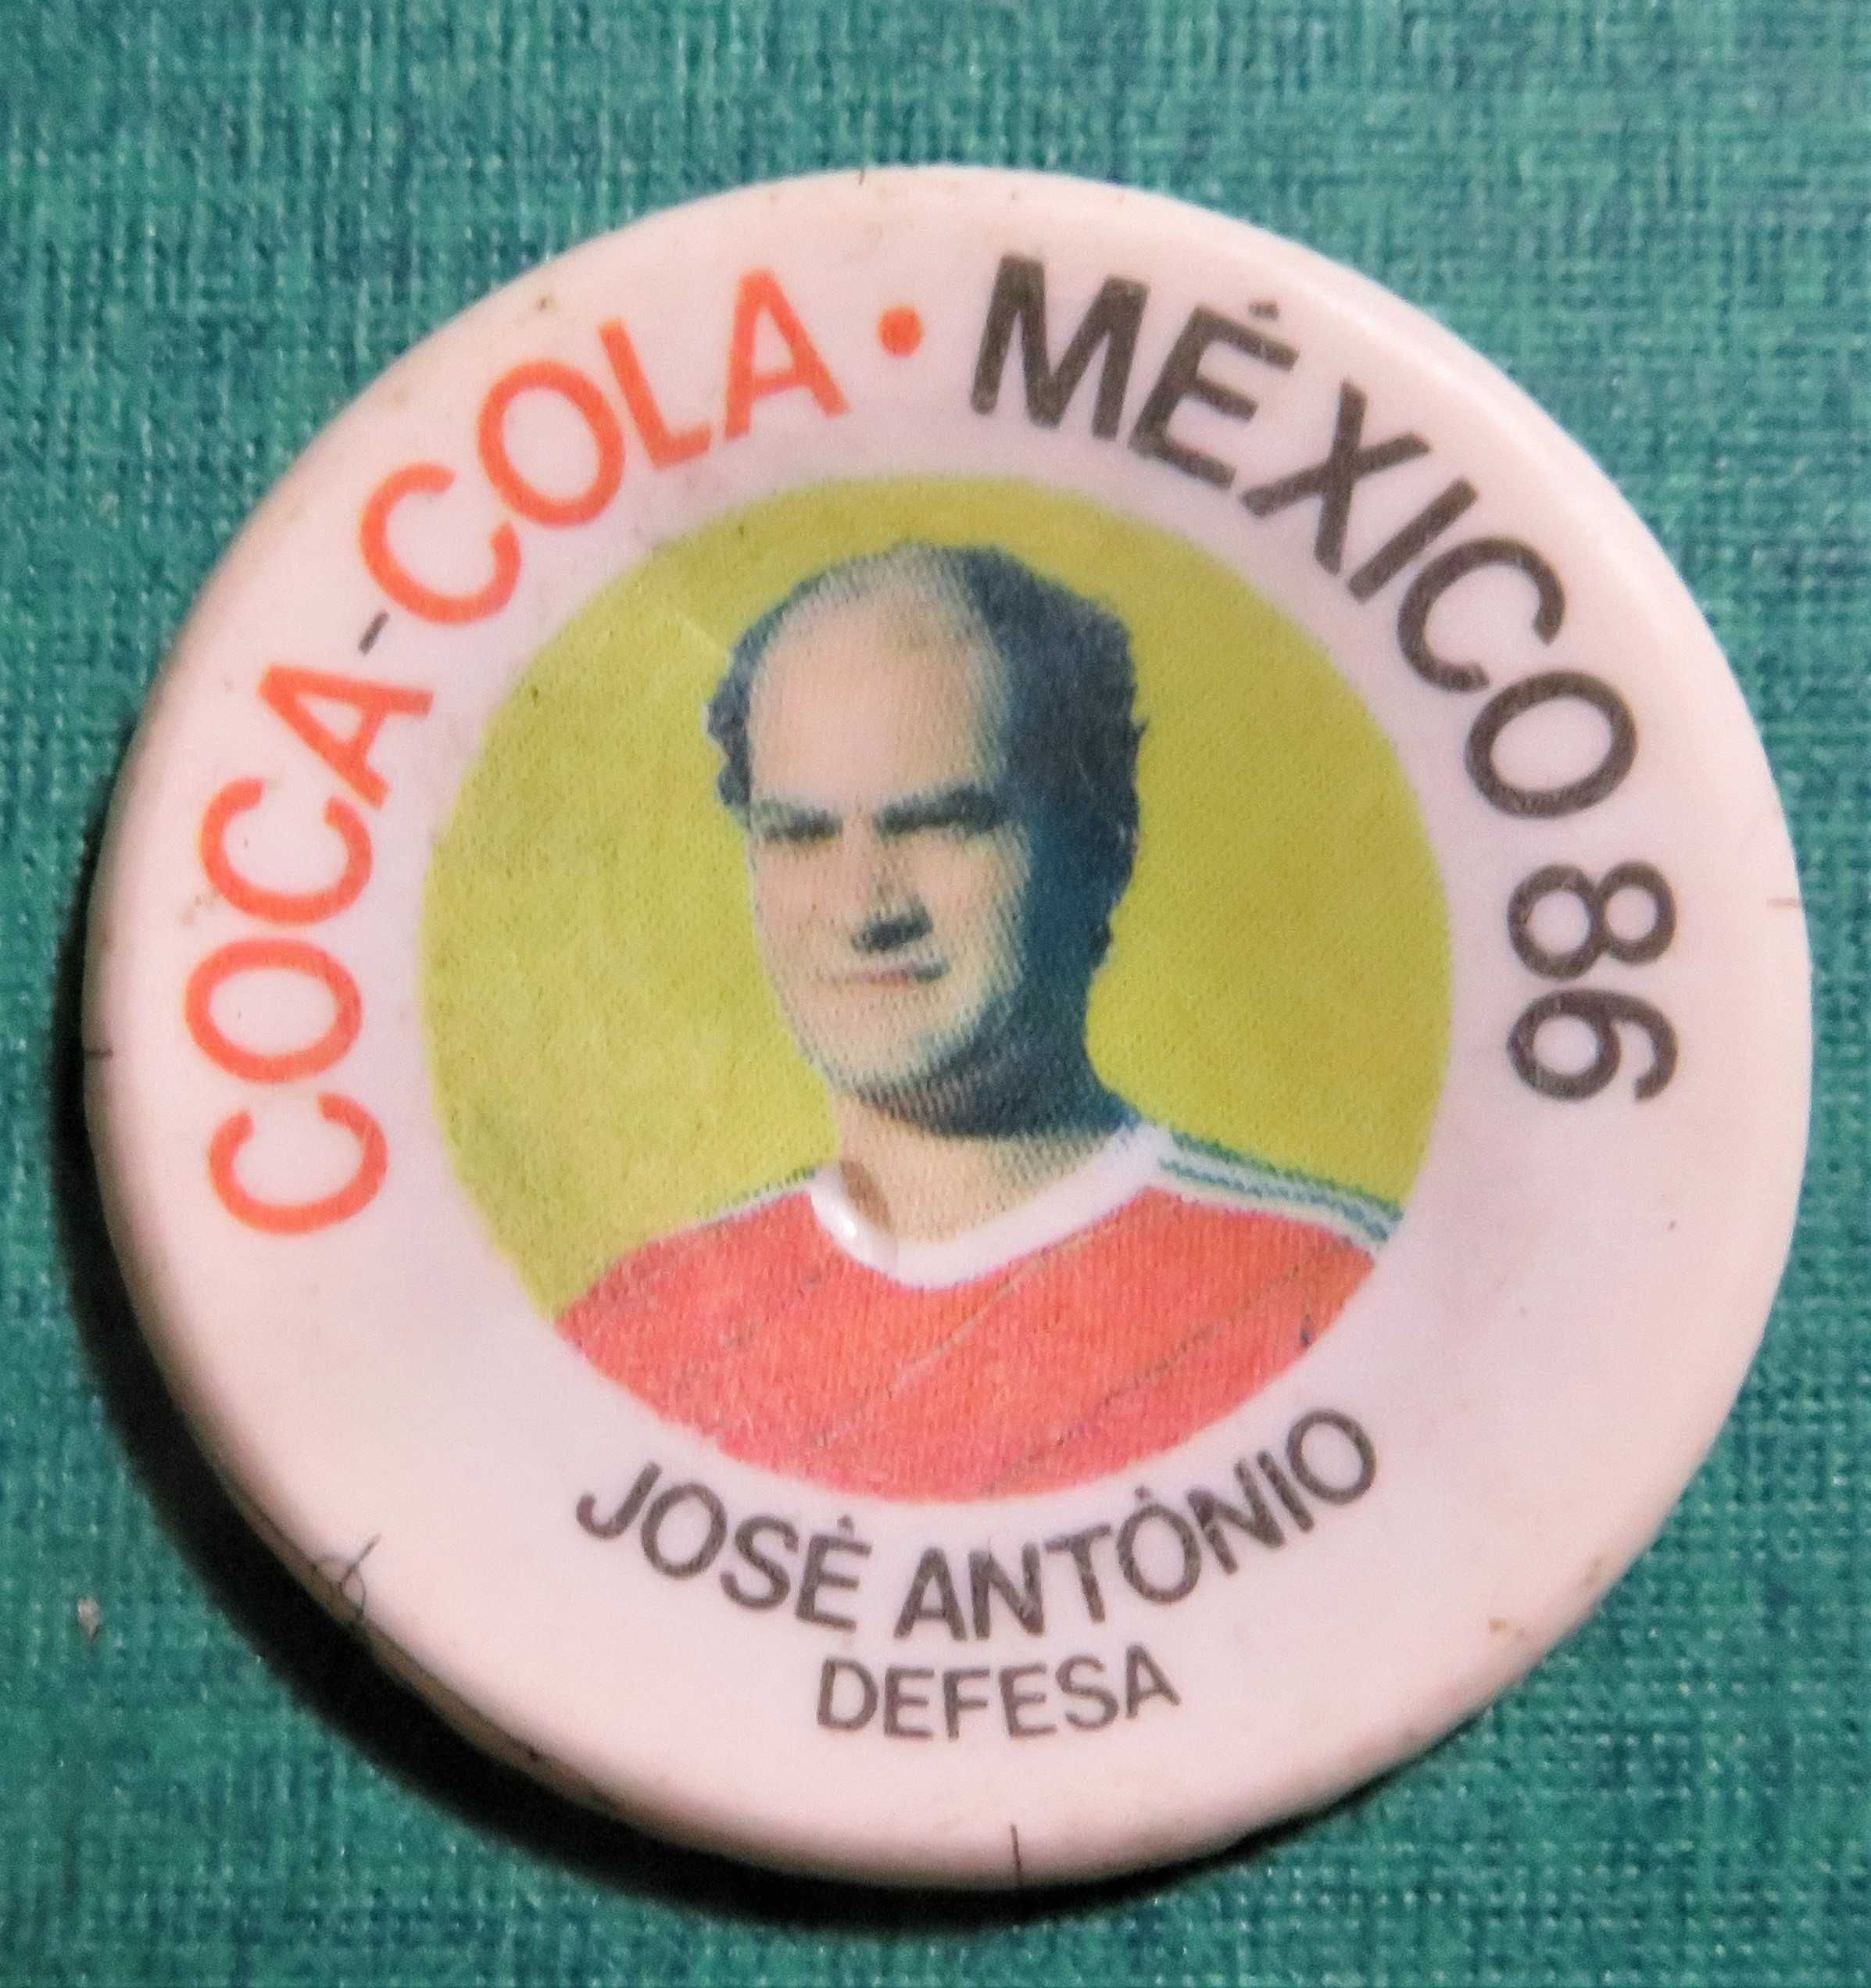 COCA-COLA • MÉXICO 86
JOSÉ ANTÓNIO
DEFESA